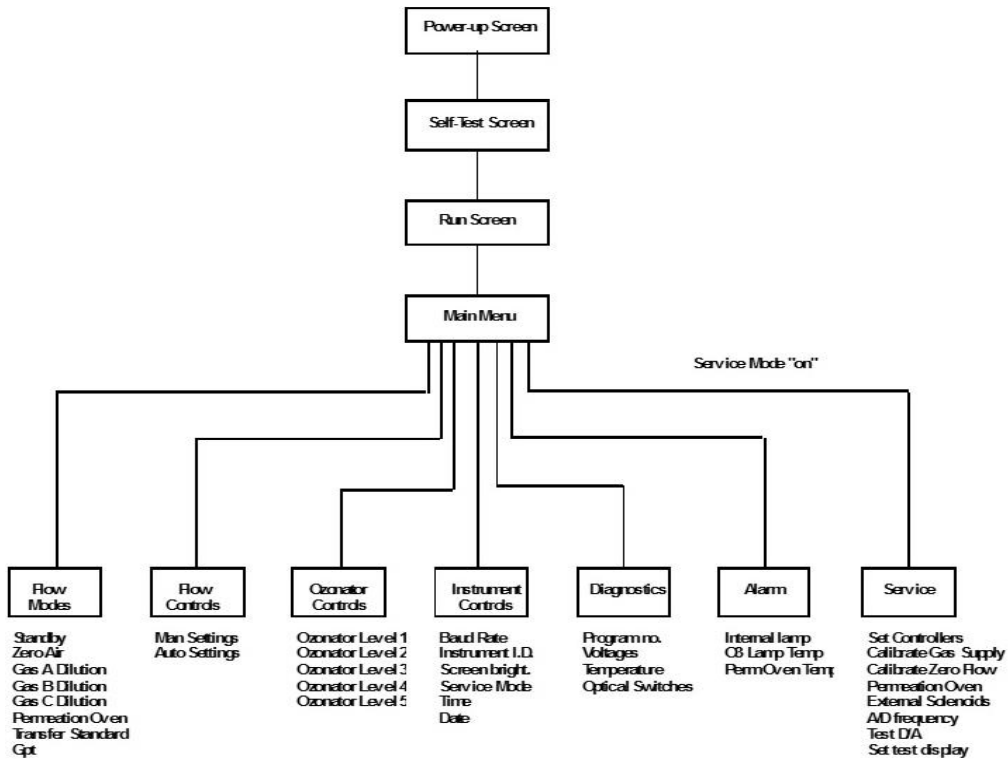 Power-up Screen
Self-Test Screen
Run Screen
Main Menu
Service Mode "on"
Flow
Modes
Standby
Zero Air
Gas A Dilution
Gas B Dilution
Gas C Dilution
Permeation Oven
Transfer Standard
Gpt
Flow
Controls
Man Settings
Auto Settings
Ozonator
Controls
Ozonator Level 1
Ozonator Level 2
Ozonator Level 3
Ozonator Level 4
Ozonator Level 5
Instrument
Controls
Baud Rate
Instrument I.D.
Screen bright.
Service Mode
Time
Date
Diagnostics
Program no.
Voltages
Temperature
Optical Switches
Alarm
Internal lamp
O3 Lamp Temp
Perm Oven Temp
Service
Set Controllers
Calibrate Gas Supply
Calibrate Zero Flow
Permeation Oven
External Solenoids
A/D frequency
Test D/A
Set test display